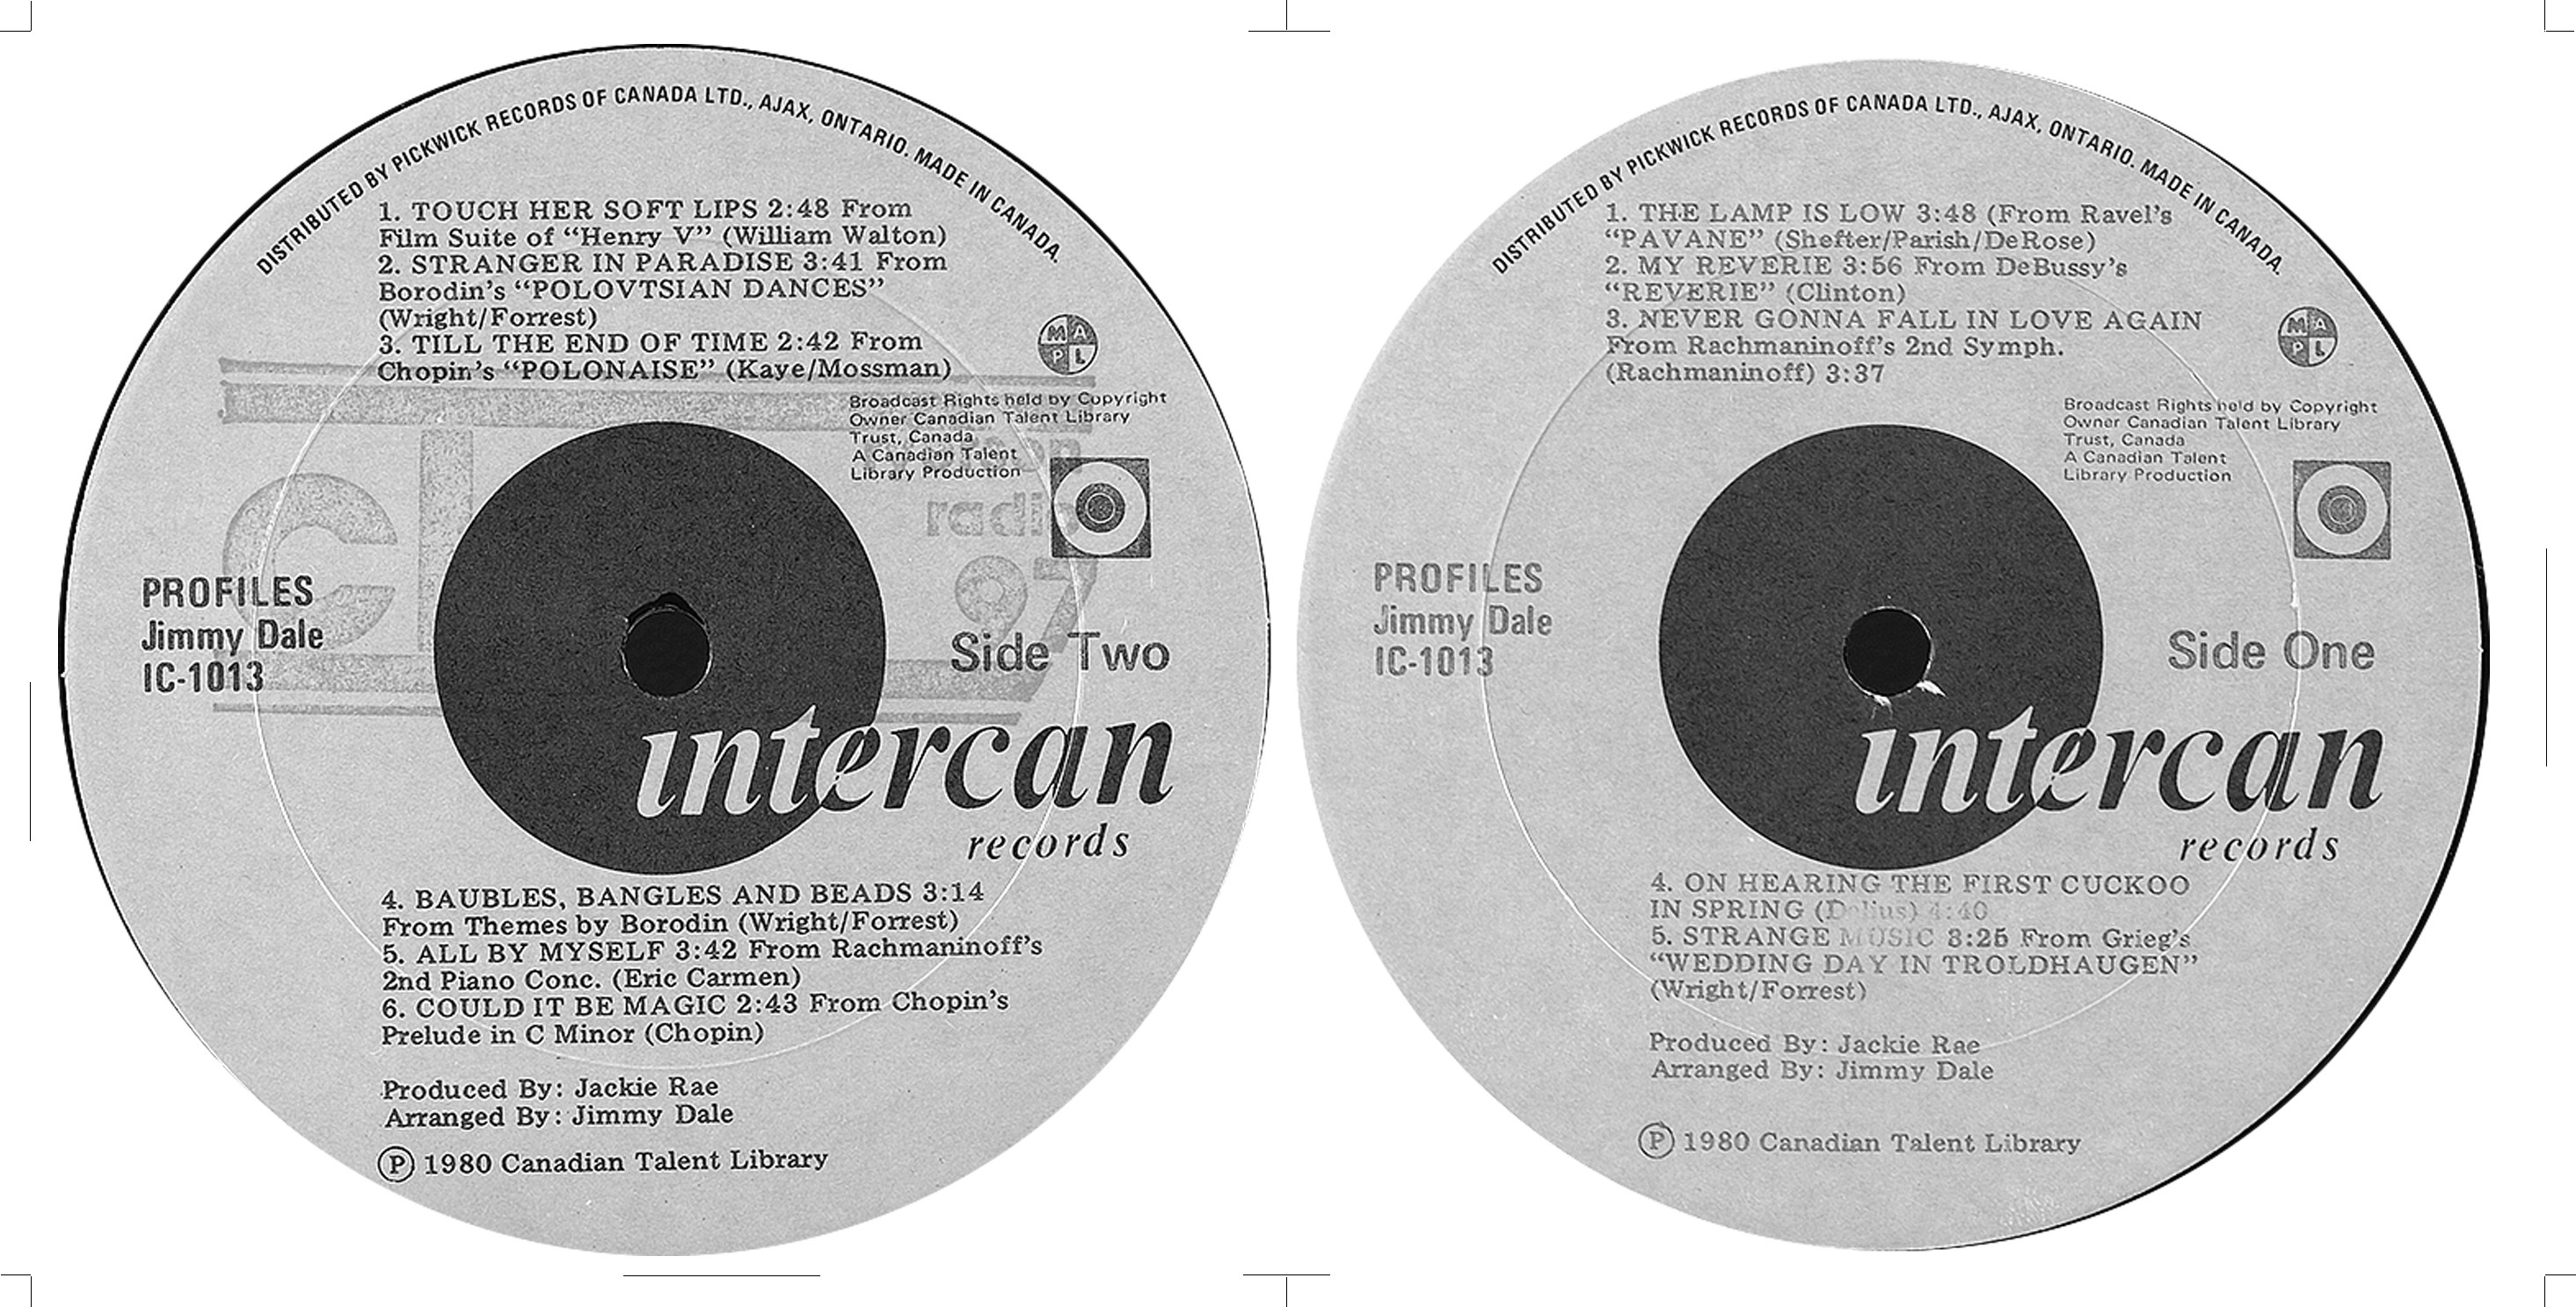 DISTRIBUTED BY PICKWICK RECORDS OF CANADA LTD., AJAX, ONTARIO. MADE IN CANADA.
1. TOUCH HER SOFT LIPS 2:48 From
Film Suite of “Henry V” (William Walton)
2. STRANGER IN PARADISE 3:41 From
Borodin’s “POLOVTSIAN DANCES”
(Wright/Forrest)
3. TILL THE END OF TIME 2:42 From
Chopin’s “POLONAISE” (Kaye/Mossman)
MAPL
Broadcast Rights held by Copyright
Owner Canadian Talent Library
Trust, Canada
A Canadian Talent
Library Production
radio
97
PROFILES
Jimmy Dale
IC-1013
Side Two
intercan
records
4. BAUBLES, BANGLES AND BEADS 3:14
From Themes by Borodin (Wright/Forrest)
5. ALL BY MYSELF 3:42 From Rachmaninoff’s
2nd Piano Conc. (Eric Carmen)
6. COULD IT BE MAGIC 2:43 From Chopin’s
Prelude in C Minor (Chopin)
Produced By: Jackie Rae
Arranged By: Jimmy Dale
Ⓟ 1980 Canadian Talent Library
DISTRIBUTED BY PICKWICK RECORDS OF CANADA LTD., AJAX, ONTARIO. MADE IN CANADA.
1. THE LAMP IS LOW 3:48 (From Ravel’s
“PAVANE” (Shefter/Parish/DeRose)
2. MY REVERIE 3:56 From DeBussy’s
“REVERIE” (Clinton)
3. NEVER GONNA FALL IN LOVE AGAIN
From Rachmaninoff’s 2nd Symph.
(Rachmaninoff) 3:37
MAPL
Broadcast Rights held by Copyright
Owner Canadian Talent Library
Trust, Canada
A Canadian Talent
Library Production
PROFILES
Jimmy Dale
IC-1013
Side One
intercan
records
4. ON HEARING THE FIRST CUCKOO
IN SPRING (Delius) 4:40
5. STRANGE MUSIC 3:25 From Grieg’s
“WEDDING DAY IN TROLDHAUGEN”
(Wright/Forrest)
Produced By: Jackie Rae
Arranged By: Jimmy Dale
Ⓟ 1980 Canadian Talent Library